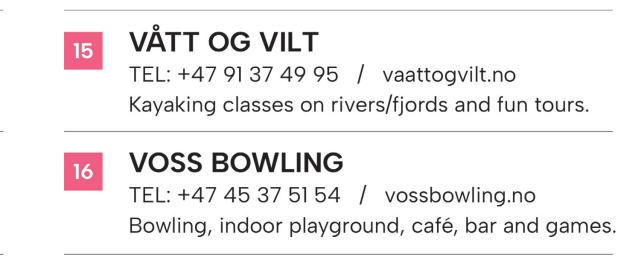 15
VÅTT OG VILT
TEL: +47 91 37 49 95 / vaattogvilt.no
Kayaking classes on rivers/fjords and fun tours.
16
VOSS BOWLING
TEL: +47 45 37 51 54 / vossbowling.no
Bowling, indoor playground, café, bar and games.